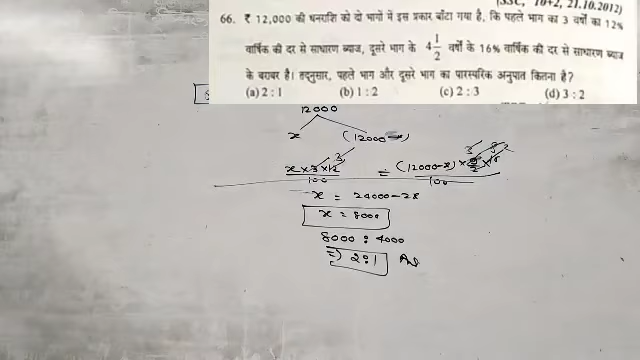 (SSC, 10+2, 21.10.2012)
66. ₹ 12,000 की धनराशि को दो भागों में इस प्रकार बाँटा गया है, कि पहले भाग का 3 वर्षों का 12%
वार्षिक की दर से साधारण ब्याज, दूसरे भाग के 4 1/2 वर्षों के 16% वार्षिक की दर से साधारण ब्याज
के बराबर है। तद्नुसार, पहले भाग और दूसरे भाग का पारस्परिक अनुपात कितना है?
(a) 2 : 1 (b) 1 : 2 (c) 2 : 3 (d) 3 : 2
12000
x (12000-x)
x × 3 × 12 / 100 = (12000-x) × 9/2 × 16 / 100
x = 24000-2x
x = 8000
8000 : 4000
⇒ 2:1 Ans